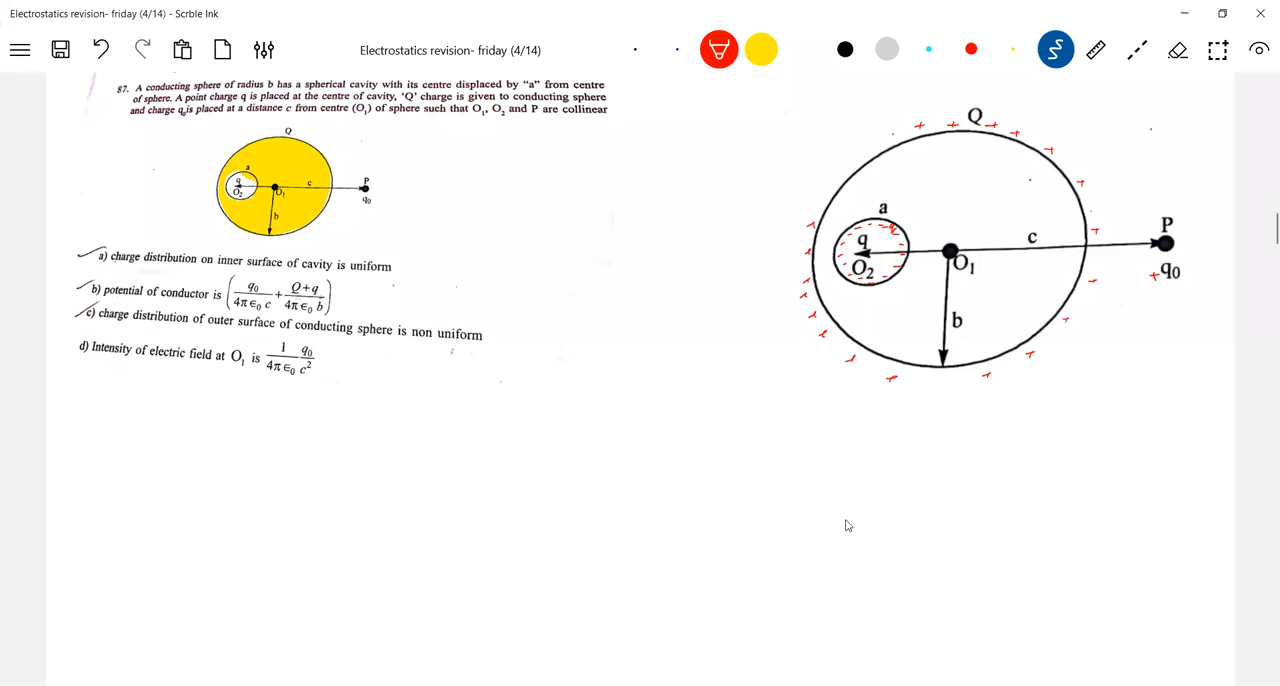 Electrostatics revision- friday (4/14) - Scrble Ink
Electrostatics revision- friday (4/14)
87. A conducting sphere of radius b has a spherical cavity with its centre displaced by "a" from centre
of sphere. A point charge q is placed at the centre of cavity, 'Q' charge is given to conducting sphere
and charge q₀is placed at a distance c from centre (O₁) of sphere such that O₁, O₂ and P are collinear
Q
a
q
O₂
O₁
c
P
q₀
b
a) charge distribution on inner surface of cavity is uniform
b) potential of conductor is (q₀/4π∈₀ c + Q+q/4π∈₀ b)
c) charge distribution of outer surface of conducting sphere is non uniform
d) Intensity of electric field at O₁ is 1/4π∈₀ q₀/c²
Q
a
-q
q
O₂
O₁
c
P
+q₀
b